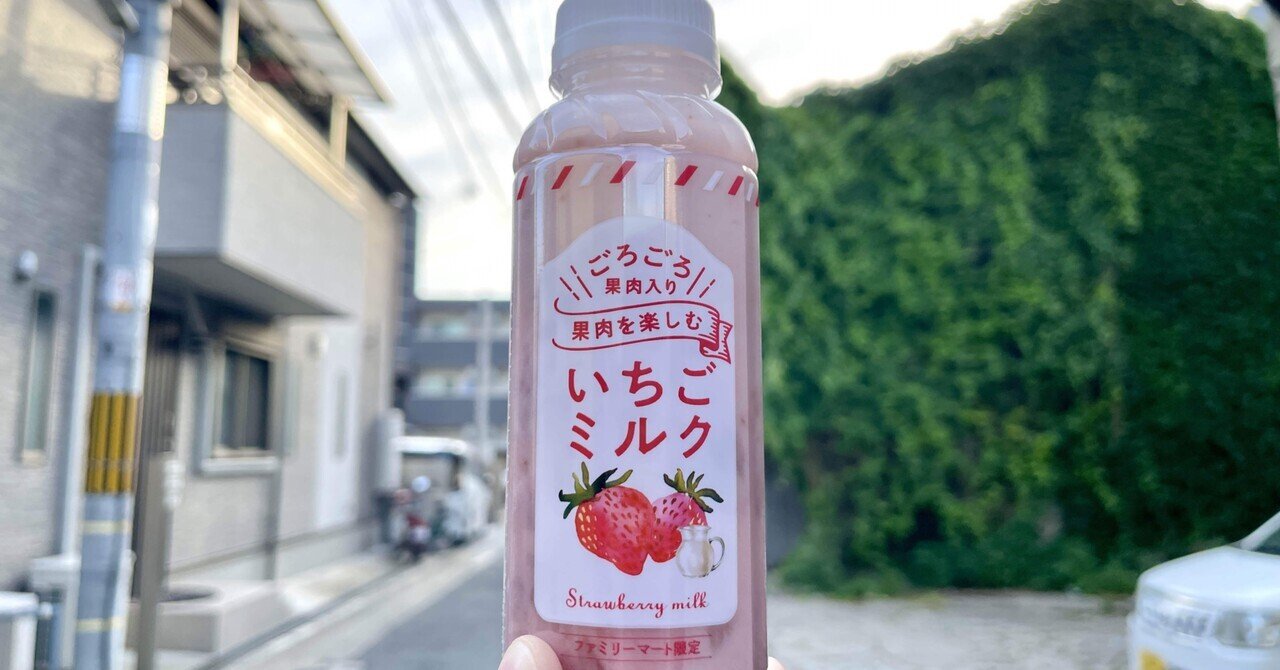 ごろごろ
果肉入り
果肉を楽しむ
いちご
ミルク
Strawberry milk
ファミリーマート限定